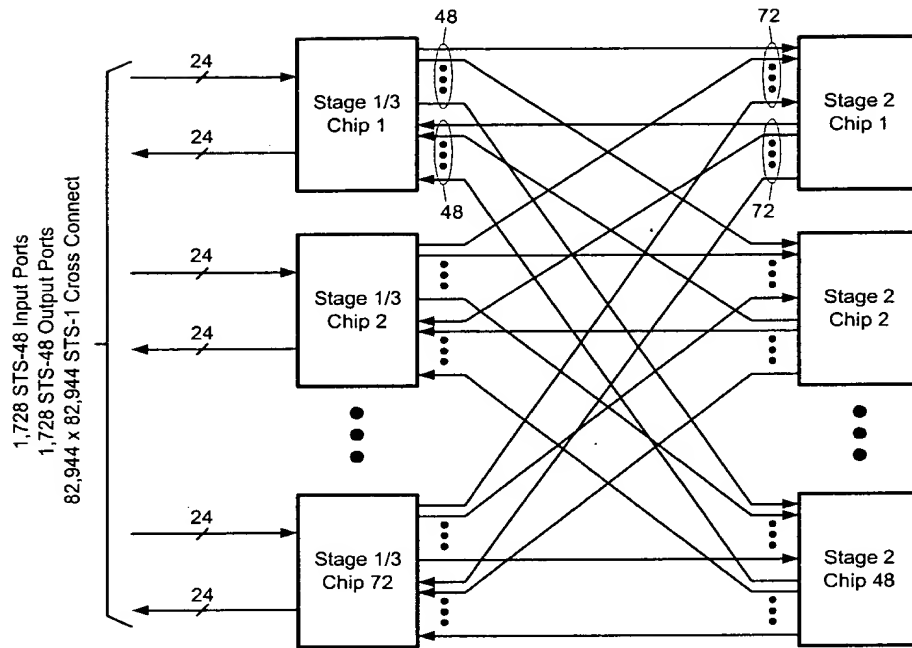 48
72
24
Stage 1/3
Chip 1
Stage 2
Chip 1
24
48
72
1,728 STS-48 Input Ports
1,728 STS-48 Output Ports
82,944 x 82,944 STS-1 Cross Connect
24
Stage 1/3
Chip 2
Stage 2
Chip 2
24
24
Stage 1/3
Chip 72
Stage 2
Chip 48
24